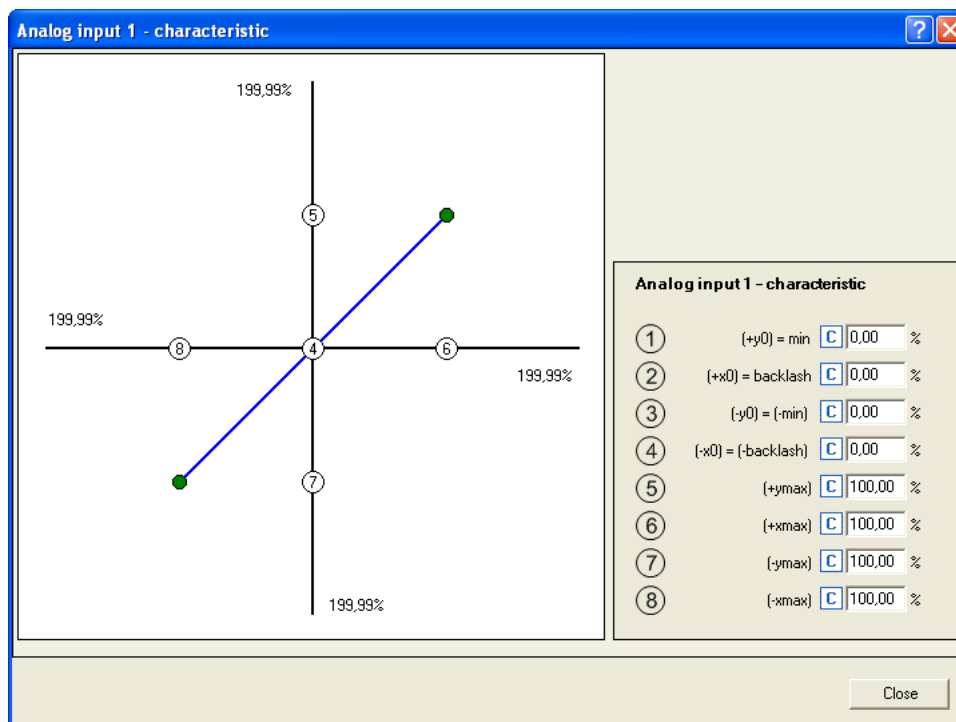 Analog input 1 - characteristic
?
199,99%
5
199,99%
8
4
6
199,99%
7
199,99%
Analog input 1 – characteristic
1 (+y0) = min C 0,00 %
2 (+x0) = backlash C 0,00 %
3 (-y0) = (-min) C 0,00 %
4 (-x0) = (-backlash) C 0,00 %
5 (+ymax) C 100,00 %
6 (+xmax) C 100,00 %
7 (-ymax) C 100,00 %
8 (-xmax) C 100,00 %
Close